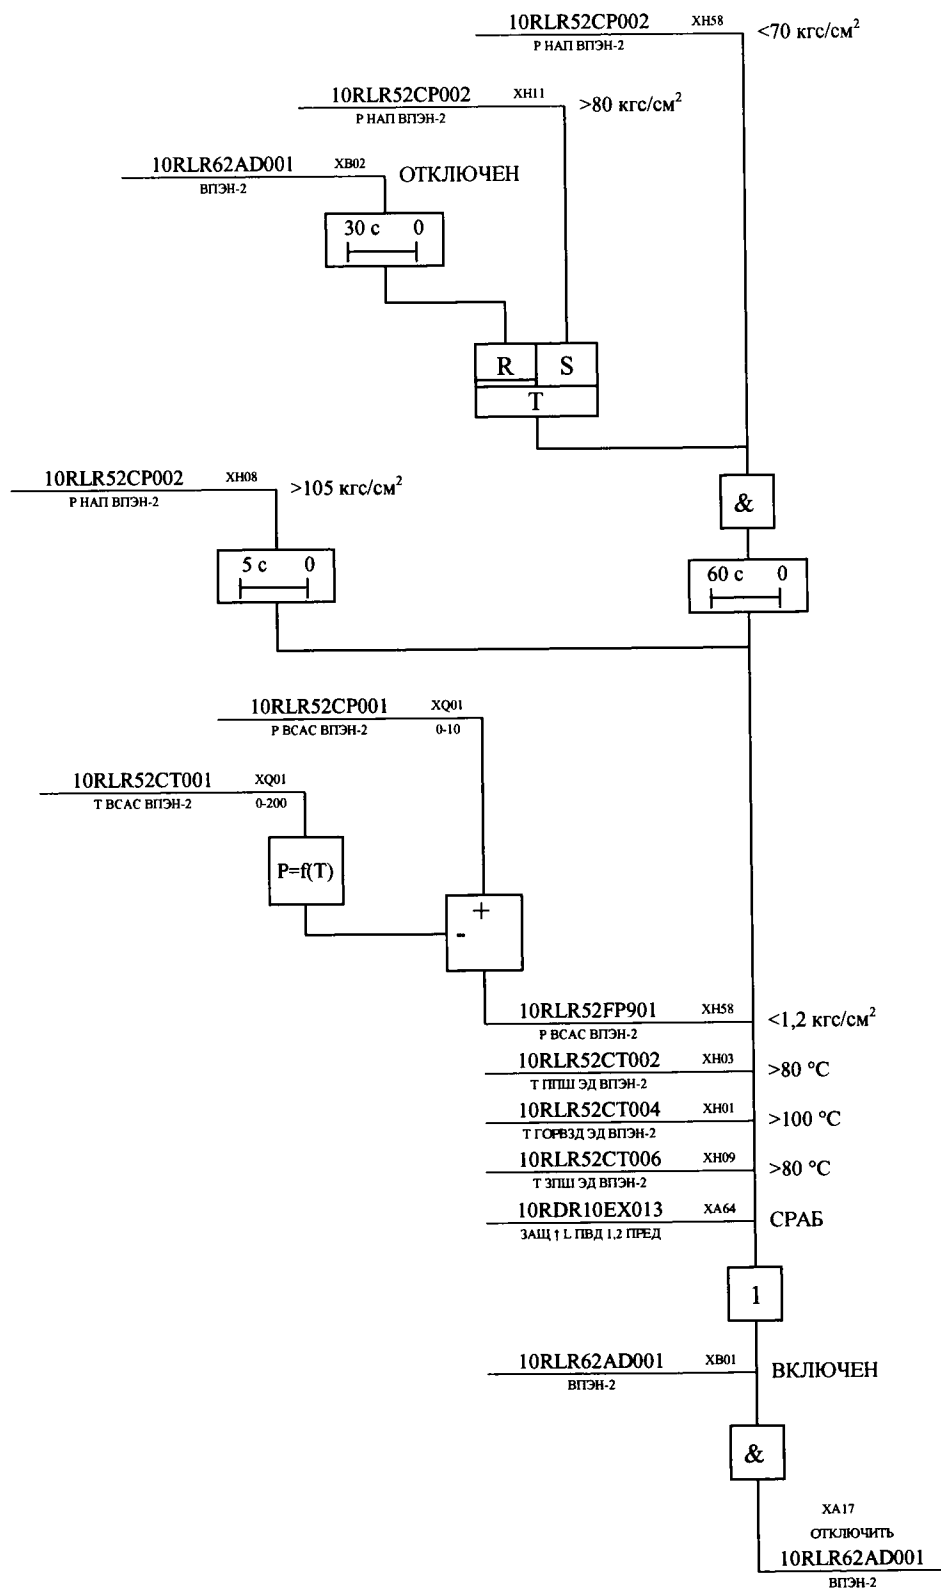 10RLR52CP002 XH58 <70 кгс/см²
Р НАП ВПЭН-2
10RLR52CP002 XH11 >80 кгс/см²
Р НАП ВПЭН-2
10RLR62AD001 XB02 ОТКЛЮЧЕН
ВПЭН-2
30 с 0
R S
T
10RLR52CP002 XH08 >105 кгс/см²
Р НАП ВПЭН-2
&
5 с 0
60 с 0
10RLR52CP001 XQ01
Р ВСАС ВПЭН-2 0-10
10RLR52CT001 XQ01
Т ВСАС ВПЭН-2 0-200
P=f(T)
+
-
10RLR52FP901 XH58 <1,2 кгс/см²
Р ВСАС ВПЭН-2
10RLR52CT002 XH03 >80 °C
Т ППШ ЭД ВПЭН-2
10RLR52CT004 XH01 >100 °C
Т ГОРВЗД ЭД ВПЭН-2
10RLR52CT006 XH09 >80 °C
Т ЗПШ ЭД ВПЭН-2
10RDR10EX013 XA64 СРАБ
ЗАЩ ↑ L ПВД 1,2 ПРЕД
1
10RLR62AD001 XB01 ВКЛЮЧЕН
ВПЭН-2
&
XA17
ОТКЛЮЧИТЬ
10RLR62AD001
ВПЭН-2